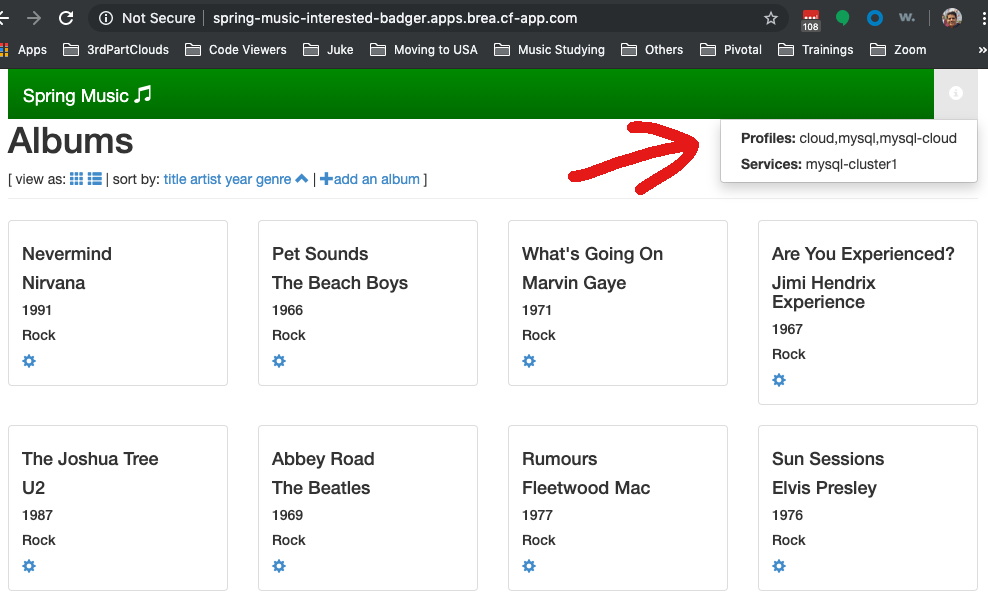 Not Secure | spring-music-interested-badger.apps.brea.cf-app.com
108
w.
Apps 3rdPartClouds Code Viewers Juke Moving to USA Music Studying Others Pivotal Trainings Zoom »
Spring Music
Albums
Profiles: cloud,mysql,mysql-cloud
Services: mysql-cluster1
[ view as: | sort by: title artist year genre | add an album ]
Nevermind
Nirvana
1991
Rock
Pet Sounds
The Beach Boys
1966
Rock
What's Going On
Marvin Gaye
1971
Rock
Are You Experienced?
Jimi Hendrix
Experience
1967
Rock
The Joshua Tree
U2
1987
Rock
Abbey Road
The Beatles
1969
Rock
Rumours
Fleetwood Mac
1977
Rock
Sun Sessions
Elvis Presley
1976
Rock